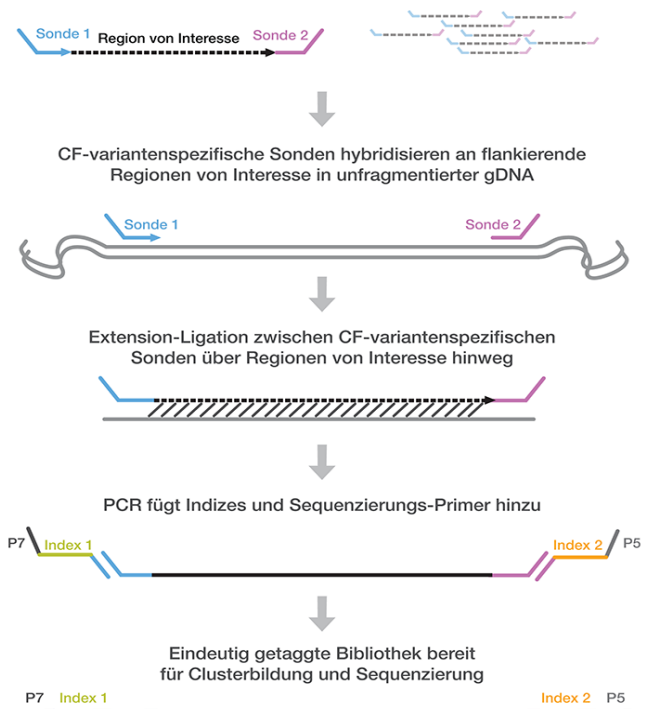 Sonde 1 Region von Interesse Sonde 2
CF-variantenspezifische Sonden hybridisieren an flankierende
Regionen von Interesse in unfragmentierter gDNA
Sonde 1 Sonde 2
Extension-Ligation zwischen CF-variantenspezifischen
Sonden über Regionen von Interesse hinweg
PCR fügt Indizes und Sequenzierungs-Primer hinzu
P7 Index 1 Index 2 P5
Eindeutig getaggte Bibliothek bereit
für Clusterbildung und Sequenzierung
P7 Index 1 Index 2 P5